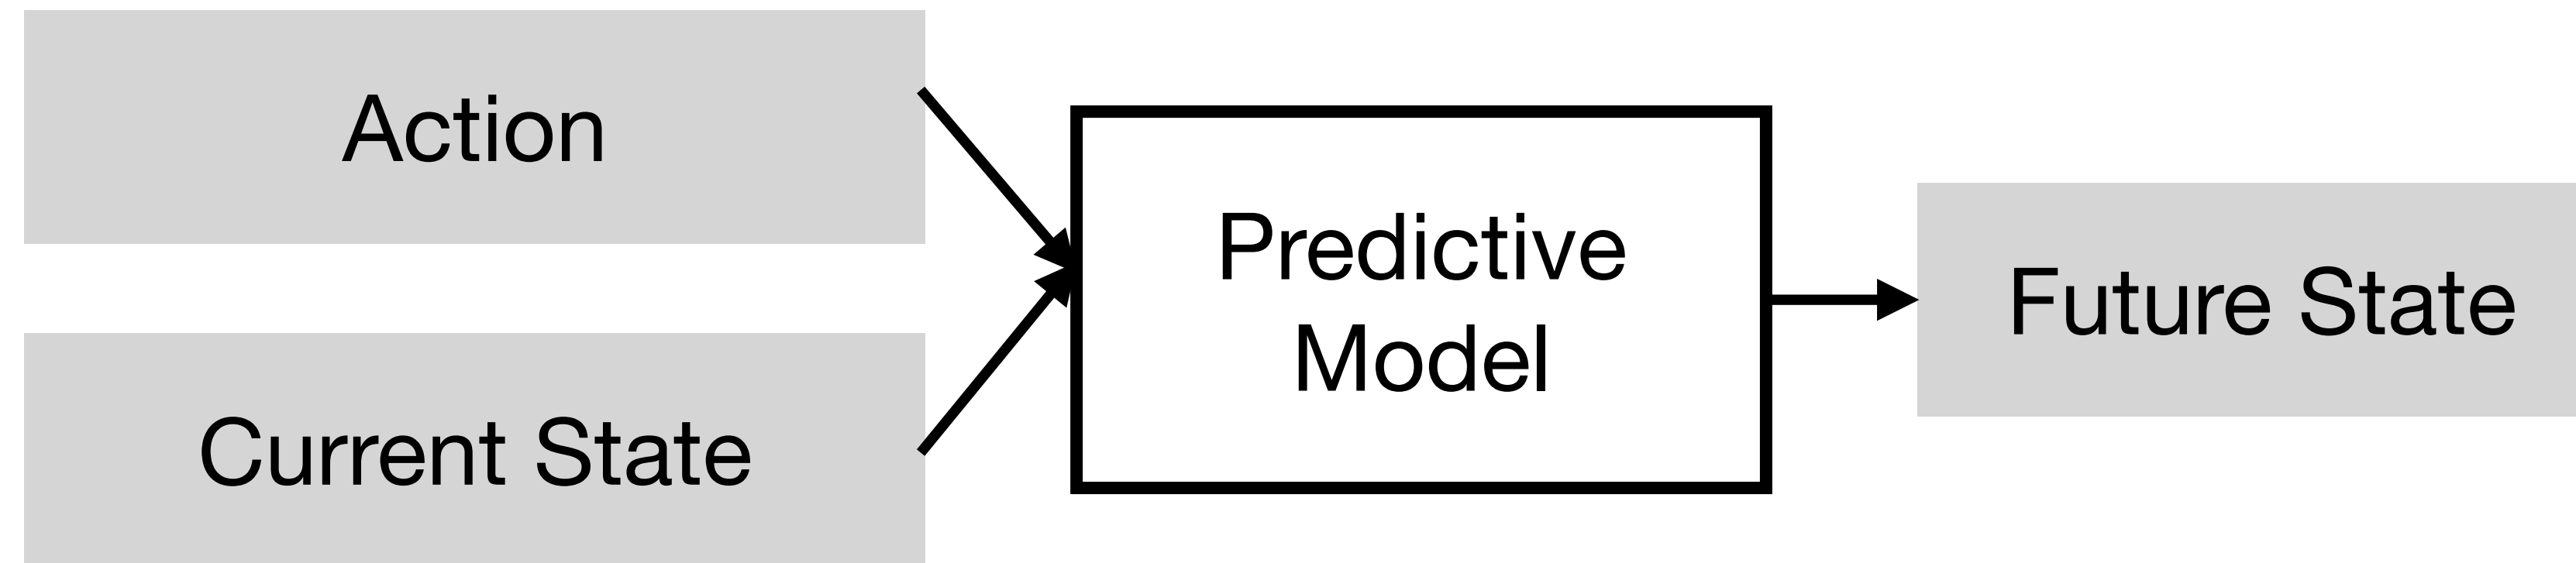 Action
Current State
Predictive
Model
Future State